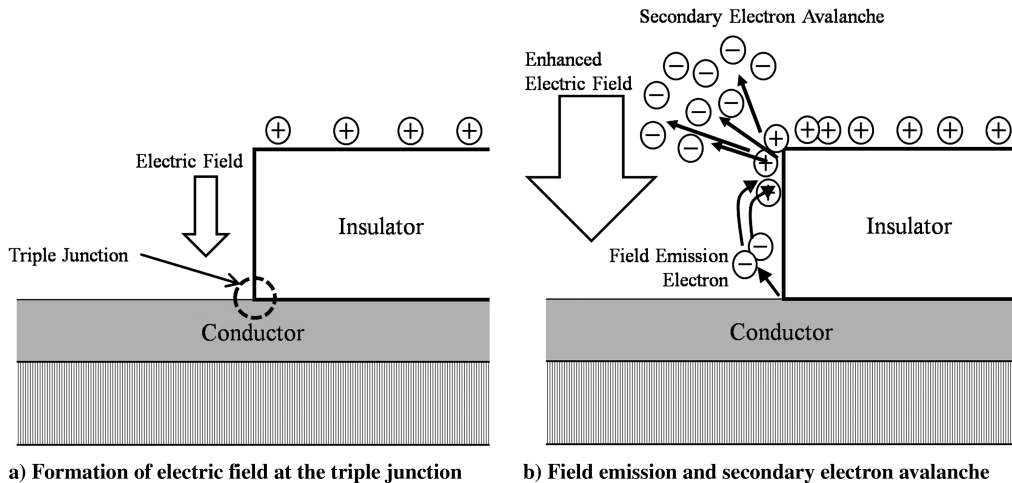 Electric Field
Triple Junction
Insulator
Conductor
a) Formation of electric field at the triple junction
Secondary Electron Avalanche
Enhanced
Electric Field
Insulator
Field Emission
Electron
Conductor
b) Field emission and secondary electron avalanche